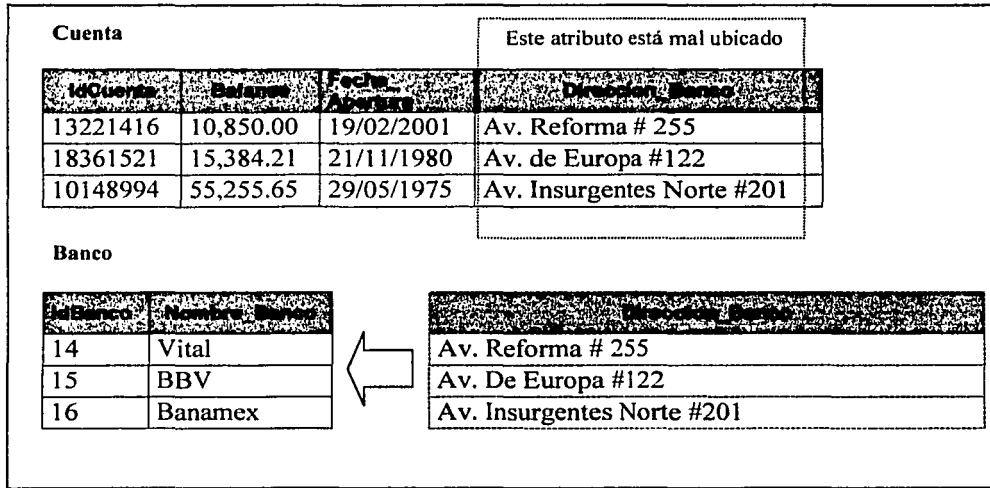 Cuenta
Este atributo está mal ubicado
IdCuenta Balance Fecha_ Apertura Direccion_Banco
13221416 10,850.00 19/02/2001 Av. Reforma # 255
18361521 15,384.21 21/11/1980 Av. de Europa #122
10148994 55,255.65 29/05/1975 Av. Insurgentes Norte #201
Banco
IdBanco Nombre_Banco Direccion_Banco
14 Vital Av. Reforma # 255
15 BBV Av. De Europa #122
16 Banamex Av. Insurgentes Norte #201